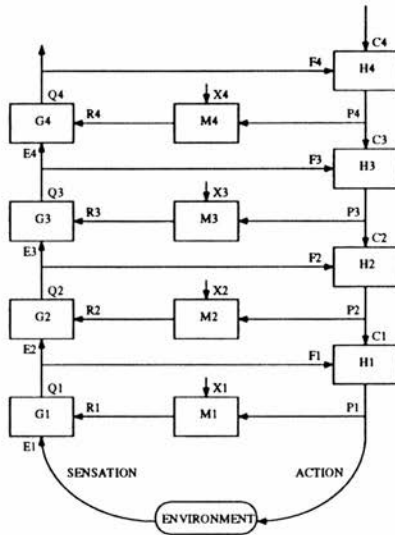 C4
F4
H4
Q4
X4
G4
R4
M4
P4
E4
C3
F3
H3
Q3
X3
G3
R3
M3
P3
E3
C2
F2
H2
Q2
X2
G2
R2
M2
P2
E2
C1
F1
H1
Q1
X1
G1
R1
M1
P1
E1
SENSATION
ACTION
ENVIRONMENT